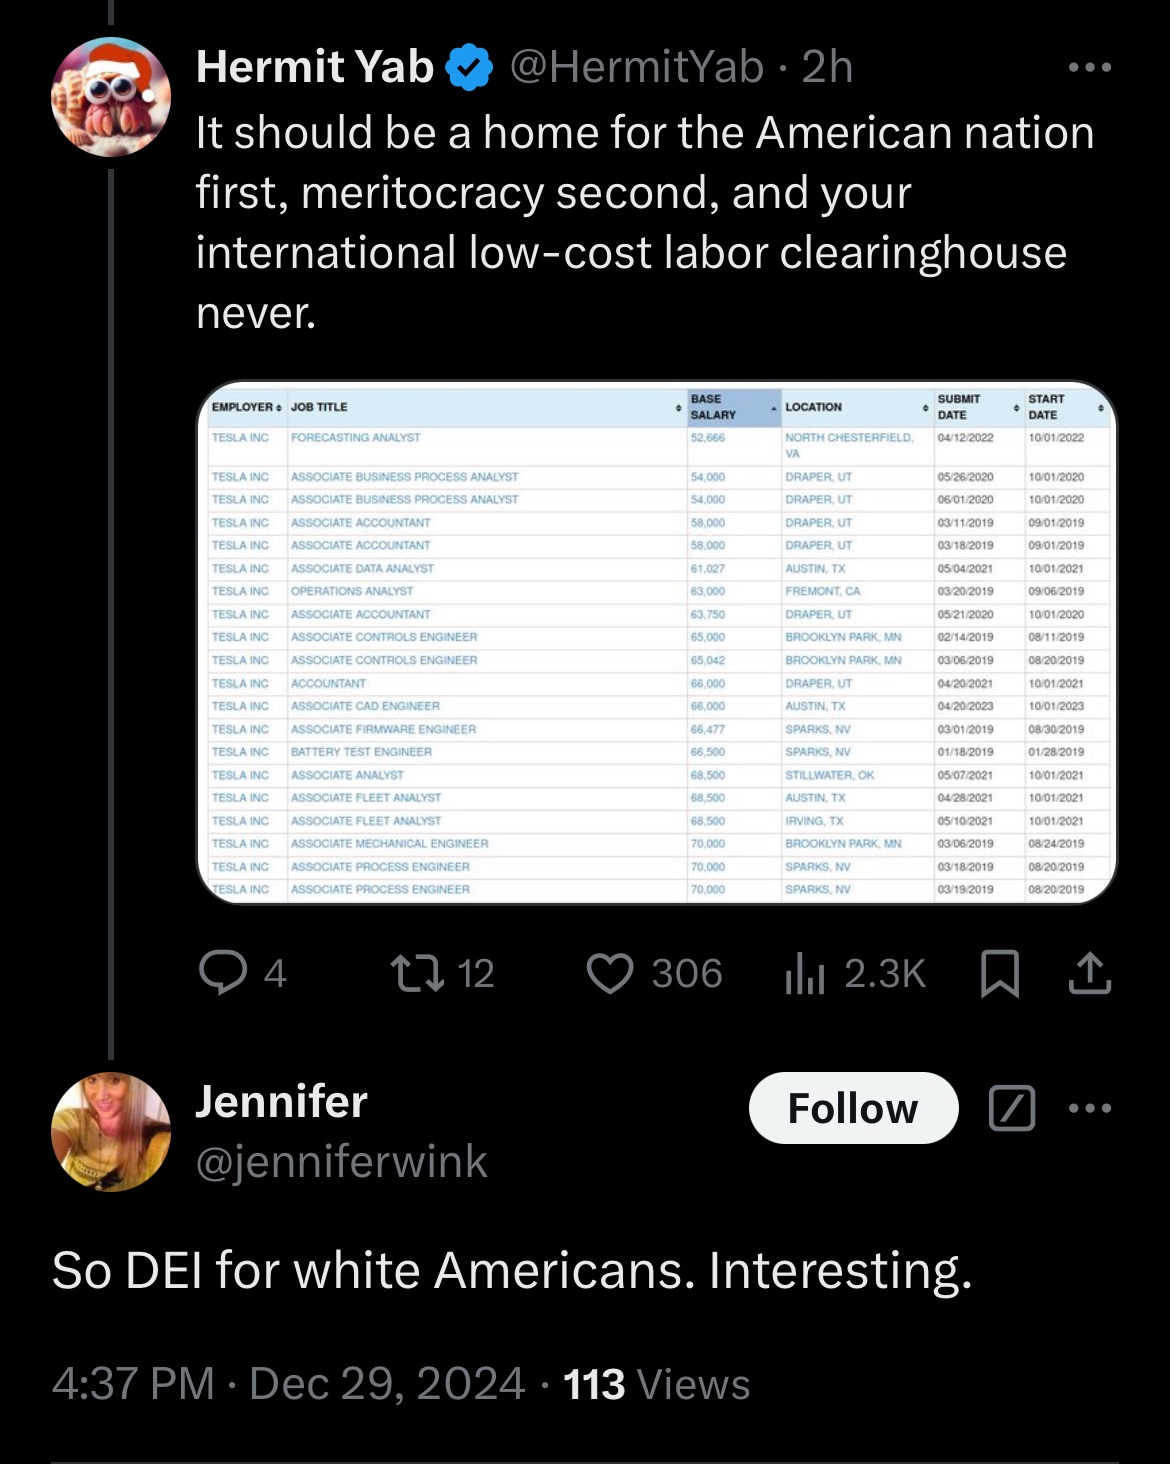 Hermit Yab @HermitYab · 2h
It should be a home for the American nation
first, meritocracy second, and your
international low-cost labor clearinghouse
never.
EMPLOYER JOB TITLE BASE SALARY LOCATION SUBMIT DATE START DATE
TESLA INC FORECASTING ANALYST 52,666 NORTH CHESTERFIELD, VA 04/12/2022 10/01/2022
TESLA INC ASSOCIATE BUSINESS PROCESS ANALYST 54,000 DRAPER, UT 05/26/2020 10/01/2020
TESLA INC ASSOCIATE BUSINESS PROCESS ANALYST 54,000 DRAPER, UT 06/01/2020 10/01/2020
TESLA INC ASSOCIATE ACCOUNTANT 58,000 DRAPER, UT 03/11/2019 09/01/2019
TESLA INC ASSOCIATE ACCOUNTANT 58,000 DRAPER, UT 03/18/2019 09/01/2019
TESLA INC ASSOCIATE DATA ANALYST 61,027 AUSTIN, TX 05/04/2021 10/01/2021
TESLA INC OPERATIONS ANALYST 63,000 FREMONT, CA 03/20/2019 09/06/2019
TESLA INC ASSOCIATE ACCOUNTANT 63,750 DRAPER, UT 05/21/2020 10/01/2020
TESLA INC ASSOCIATE CONTROLS ENGINEER 65,000 BROOKLYN PARK, MN 02/14/2019 08/11/2019
TESLA INC ASSOCIATE CONTROLS ENGINEER 65,042 BROOKLYN PARK, MN 03/06/2019 08/20/2019
TESLA INC ACCOUNTANT 66,000 DRAPER, UT 04/20/2021 10/01/2021
TESLA INC ASSOCIATE CAD ENGINEER 66,000 AUSTIN, TX 04/20/2023 10/01/2023
TESLA INC ASSOCIATE FIRMWARE ENGINEER 66,477 SPARKS, NV 03/01/2019 08/30/2019
TESLA INC BATTERY TEST ENGINEER 66,500 SPARKS, NV 01/18/2019 01/28/2019
TESLA INC ASSOCIATE ANALYST 68,500 STILLWATER, OK 05/07/2021 10/01/2021
TESLA INC ASSOCIATE FLEET ANALYST 68,500 AUSTIN, TX 04/28/2021 10/01/2021
TESLA INC ASSOCIATE FLEET ANALYST 68,500 IRVING, TX 05/10/2021 10/01/2021
TESLA INC ASSOCIATE MECHANICAL ENGINEER 70,000 BROOKLYN PARK, MN 03/06/2019 08/24/2019
TESLA INC ASSOCIATE PROCESS ENGINEER 70,000 SPARKS, NV 03/18/2019 08/20/2019
TESLA INC ASSOCIATE PROCESS ENGINEER 70,000 SPARKS, NV 03/19/2019 08/20/2019
4 12 306 2.3K
Jennifer
Follow
@jenniferwink
So DEI for white Americans. Interesting.
4:37 PM · Dec 29, 2024 · 113 Views